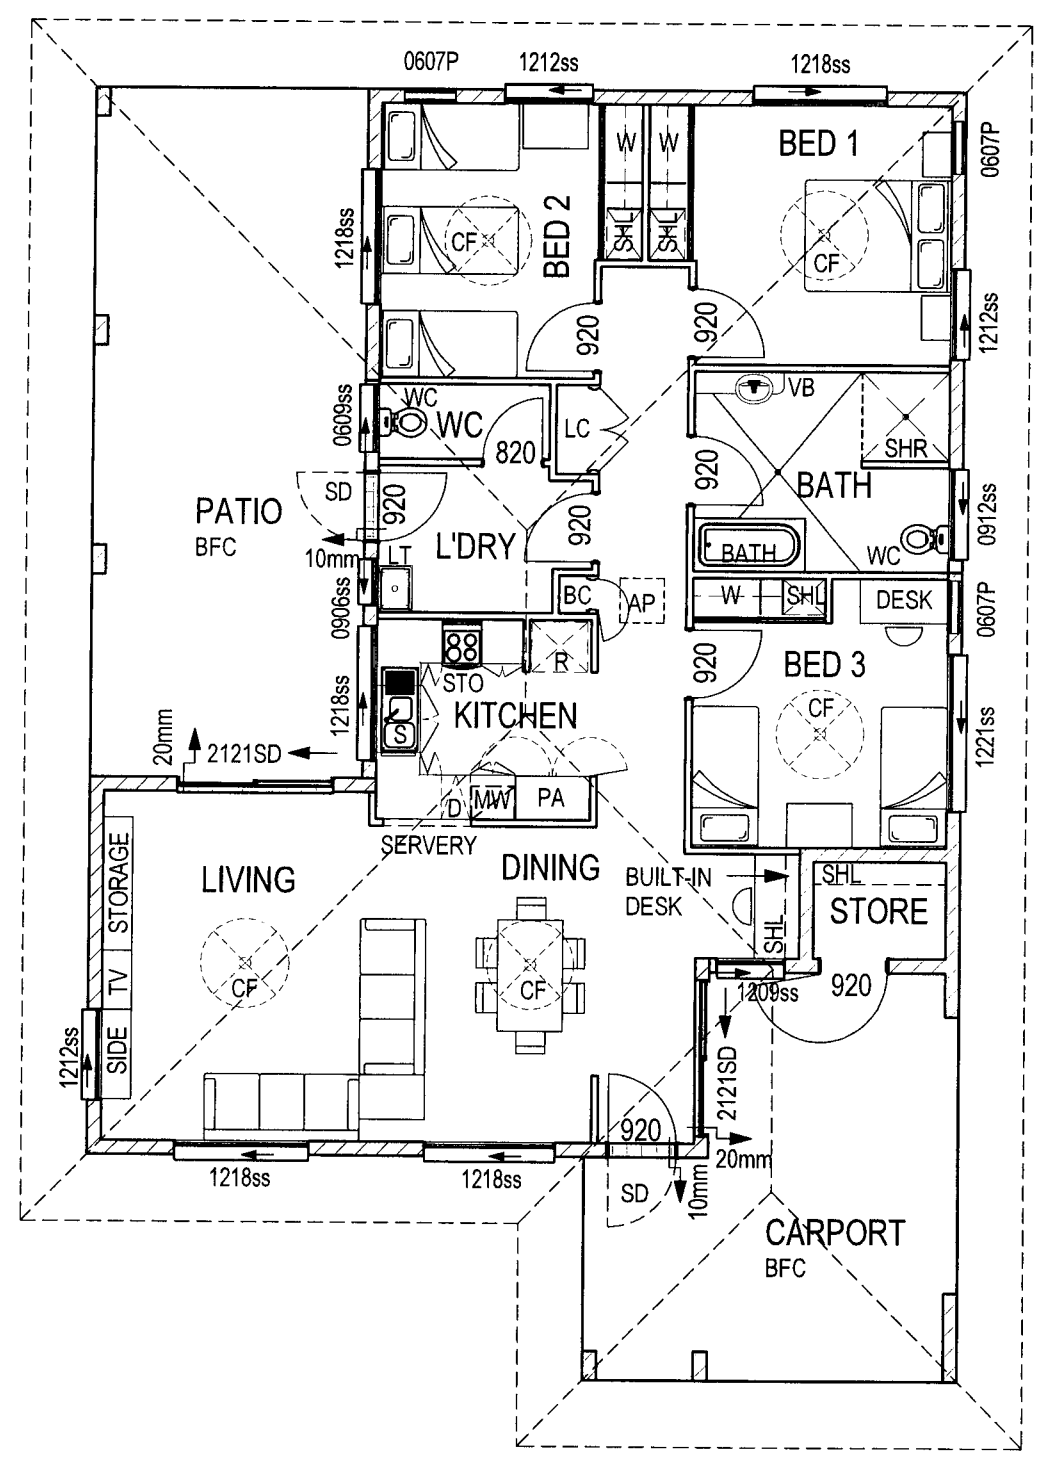 0607P
1212ss
1218ss
W
W
BED 1
0607P
1218ss
CF
BED 2
SHL
SHL
CF
920
920
1212ss
0609ss
WC
WC
LC
VB
SHR
820
920
BATH
SD
920
PATIO
BFC
L'DRY
920
0912ss
10mm
LT
BATH
WC
0906ss
BC
AP
W
SHL
DESK
0607P
R
920
BED 3
1218ss
STO
KITCHEN
CF
S
20mm
2121SD
1221ss
D
MW
PA
SERVERY
STORAGE
LIVING
DINING
BUILT-IN
DESK
SHL
STORE
SHL
TV
CF
CF
1209ss
920
1212ss
SIDE
2121SD
920
20mm
1218ss
1218ss
SD
10mm
CARPORT
BFC